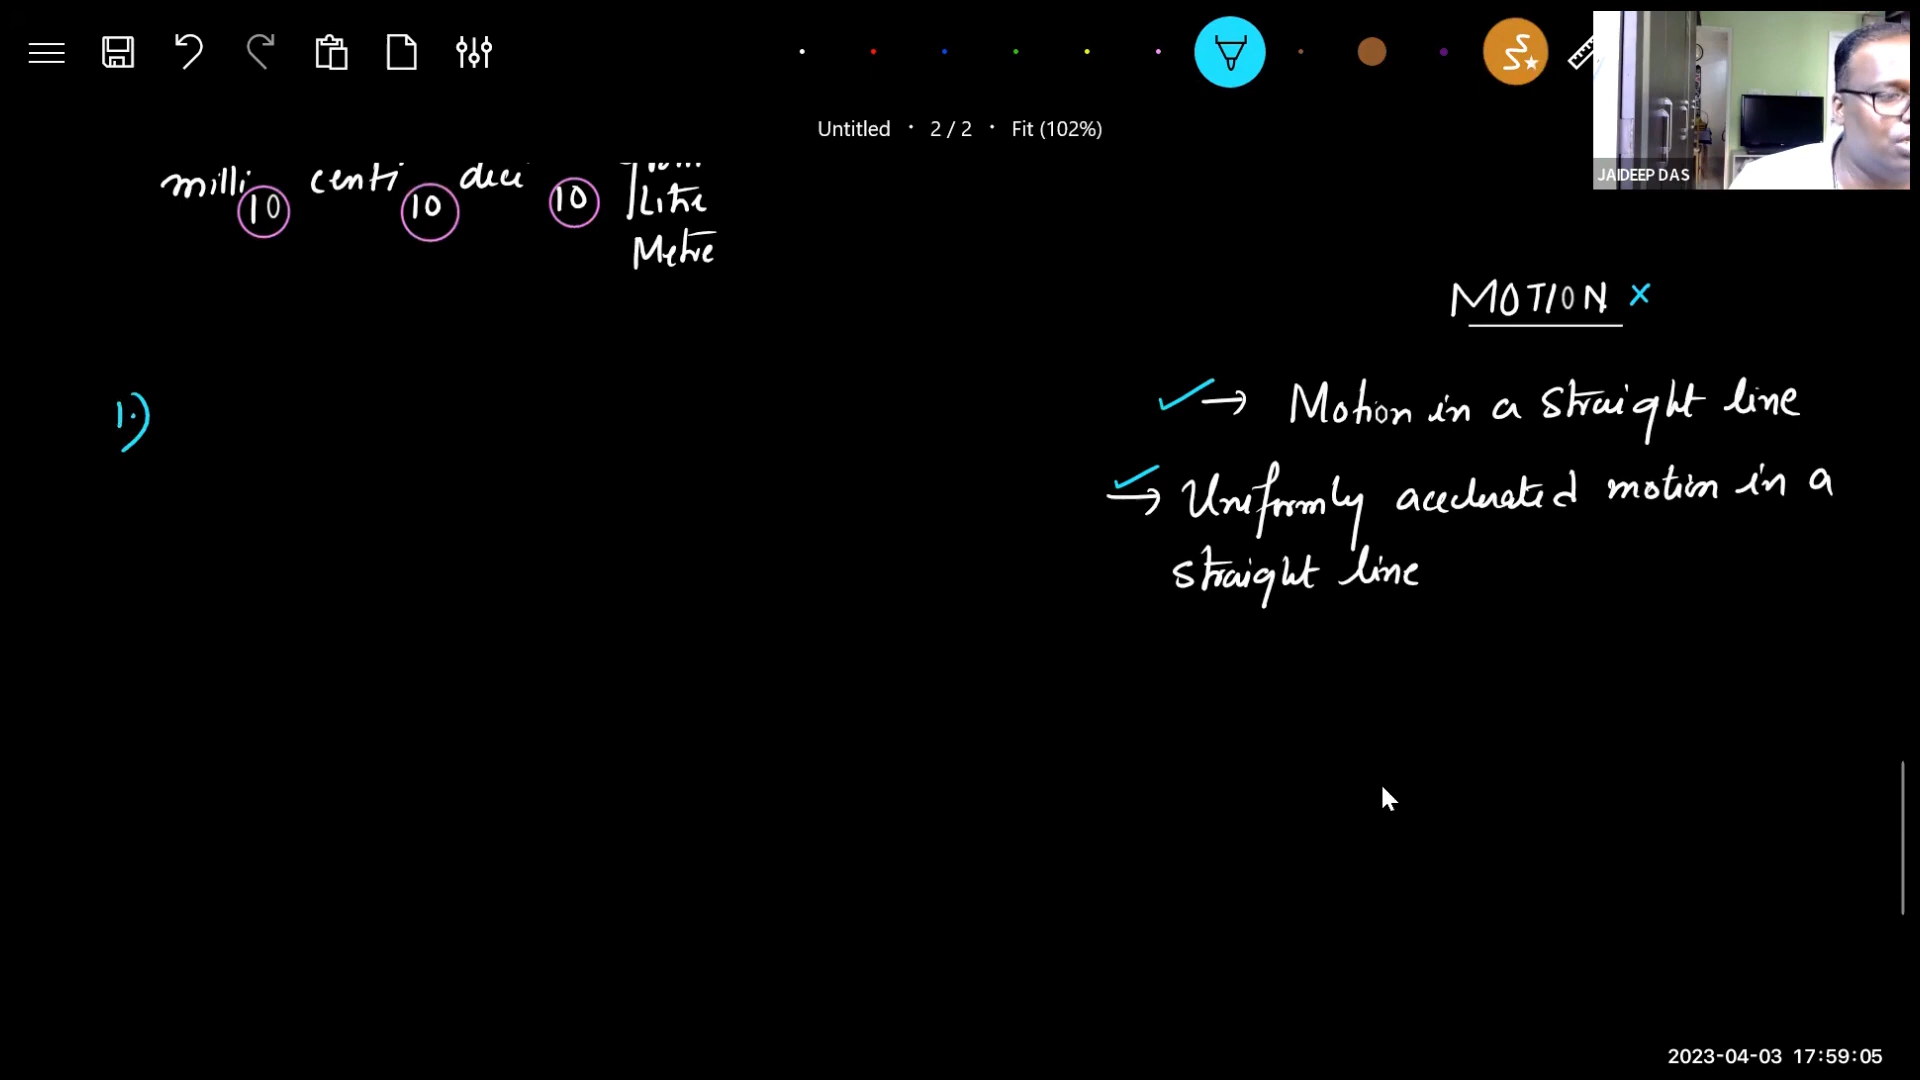 Untitled · 2 / 2 · Fit (102%)
JAIDEEP DAS
milli 10 centi 10 deci 10 Litre
Metre
MOTION x
1.)
✓→ Motion in a straight line
✓→ Uniformly accelerated motion in a
straight line
2023-04-03 17:59:05